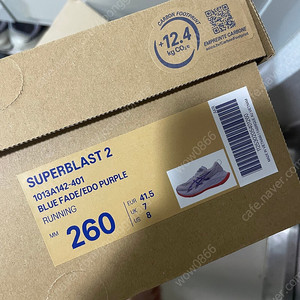 CARBON FOOTPRINT
+12.4
kg CO₂e
EMPREINTE CARBONE
SUPERBLAST 2
1013A142-401
BLUE FADE/EDO PURPLE
RUNNING
MM 260
EUR 41.5
UK 7
US 8
wow0866
cafe.naver.com